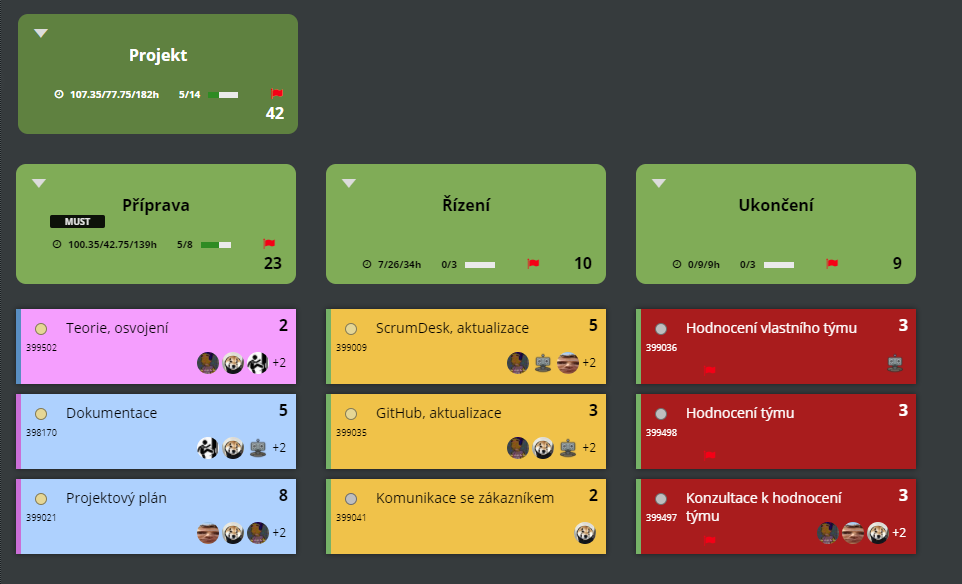 Projekt
107.35/77.75/182h 5/14
42
Příprava
MUST
100.35/42.75/139h 5/8
23
Řízení
7/26/34h 0/3 10
Ukončení
0/9/9h 0/3 9
Teorie, osvojení 2
399502
+2
Dokumentace 5
398170
+2
Projektový plán 8
399021
+2
ScrumDesk, aktualizace 5
399009
+2
GitHub, aktualizace 3
399035
+2
Komunikace se zákazníkem 2
399041
Hodnocení vlastního týmu 3
399036
Hodnocení týmu 3
399498
Konzultace k hodnocení 3
399497 týmu
+2